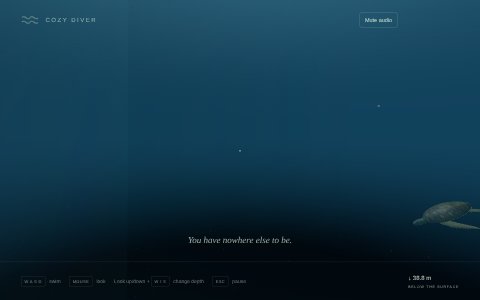 COZY DIVER
Mute audio
You have nowhere else to be.
W A S D swim MOUSE look Look up/down + W / S change depth ESC pause
↓ 38.8 m
BELOW THE SURFACE